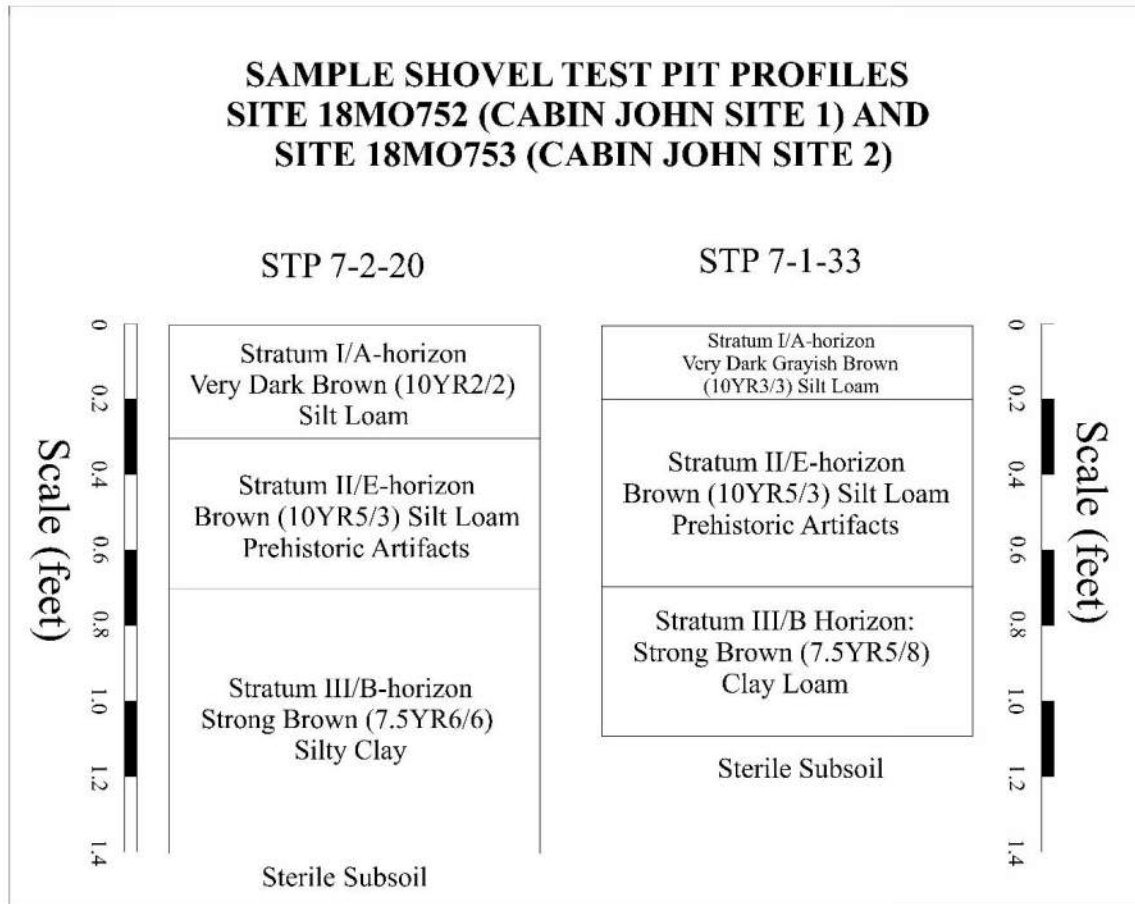 SAMPLE SHOVEL TEST PIT PROFILES
SITE 18MO752 (CABIN JOHN SITE 1) AND
SITE 18MO753 (CABIN JOHN SITE 2)
STP 7-2-20
Scale (feet)
0
0.2
0.4
0.6
0.8
1.0
1.2
1.4
Stratum I/A-horizon
Very Dark Brown (10YR2/2)
Silt Loam
Stratum II/E-horizon
Brown (10YR5/3) Silt Loam
Prehistoric Artifacts
Stratum III/B-horizon
Strong Brown (7.5YR6/6)
Silty Clay
Sterile Subsoil
STP 7-1-33
Stratum I/A-horizon
Very Dark Grayish Brown
(10YR3/3) Silt Loam
Stratum II/E-horizon
Brown (10YR5/3) Silt Loam
Prehistoric Artifacts
Stratum III/B Horizon:
Strong Brown (7.5YR5/8)
Clay Loam
Sterile Subsoil
0
0.2
0.4
0.6
0.8
1.0
1.2
1.4
Scale (feet)